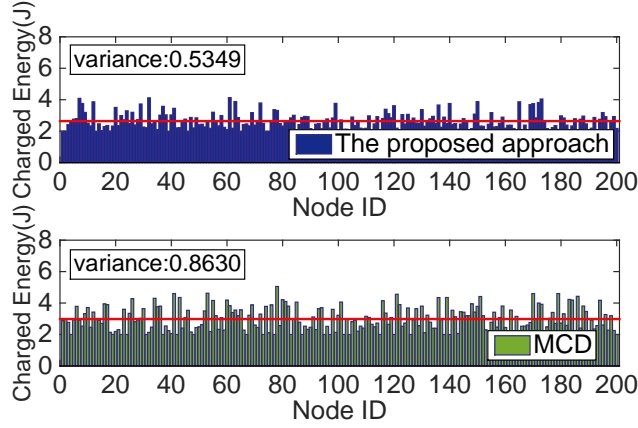 Charged Energy(J)
8
6
4
2
0
variance:0.5349
The proposed approach
0 20 40 60 80 100 120 140 160 180 200
Node ID
Charged Energy(J)
8
6
4
2
0
variance:0.8630
MCD
0 20 40 60 80 100 120 140 160 180 200
Node ID